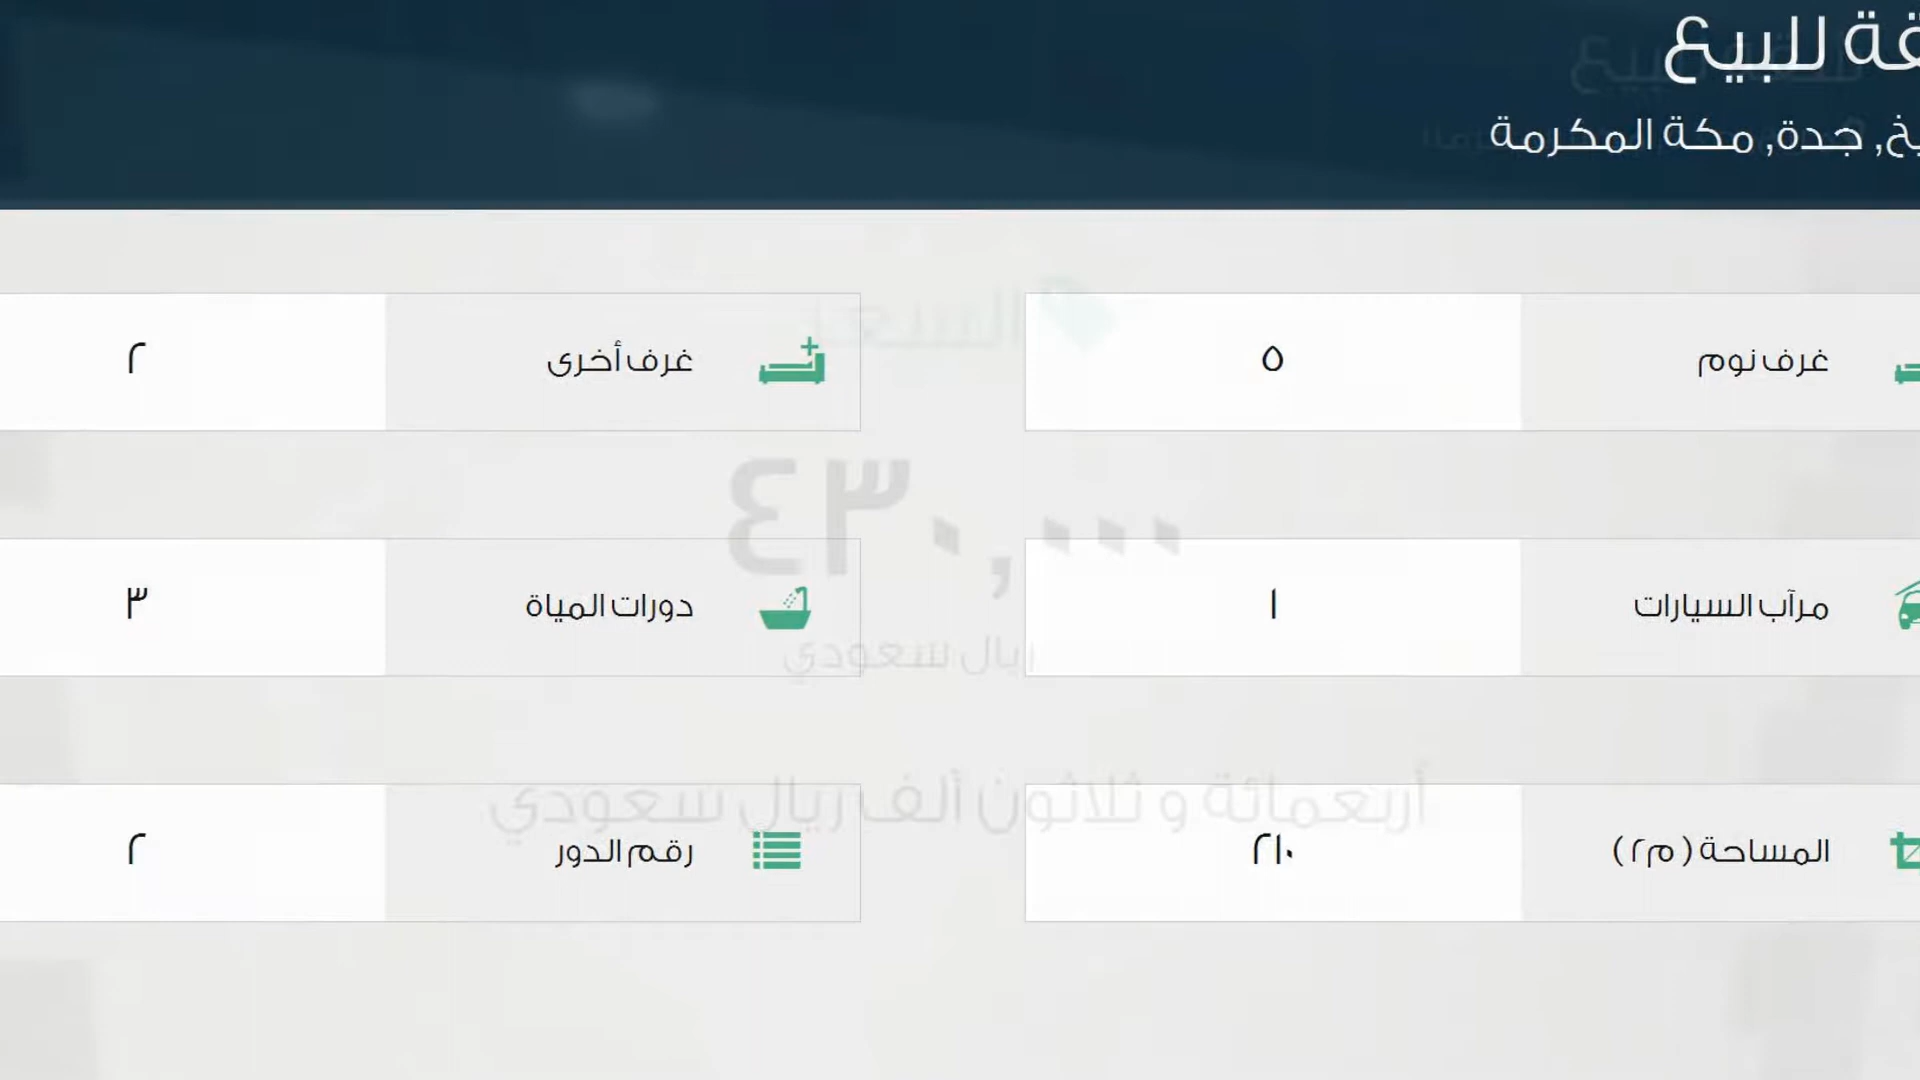 للبيع
جدة, مكة المكرمة
غرف نوم
٥
غرف أخرى
٢
السعر
٤٣٠,٠٠٠
مرآب السيارات
١
دورات المياة
٣
ريال سعودي
أربعمائة و ثلاثون ألف ريال سعودي
المساحة ( م٢ )
٢١٠
رقم الدور
٢